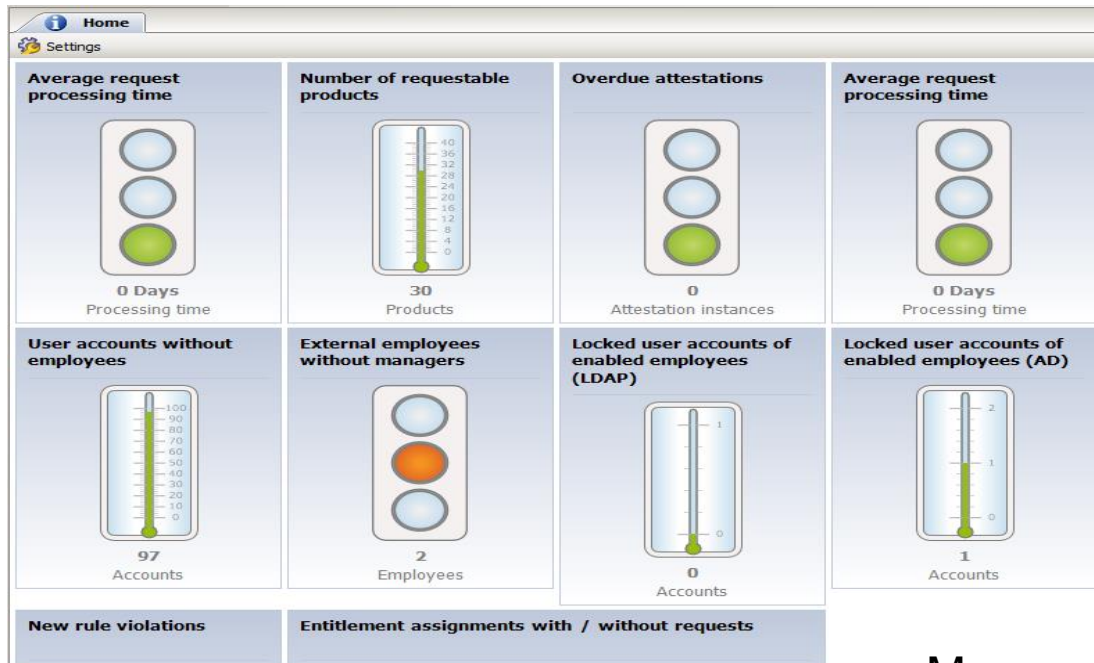 Home
Settings
Average request
processing time
0 Days
Processing time
Number of requestable
products
40
36
32
28
24
20
16
12
8
4
0
30
Products
Overdue attestations
0
Attestation instances
Average request
processing time
0 Days
Processing time
User accounts without
employees
100
90
80
70
60
50
40
30
20
10
0
97
Accounts
External employees
without managers
2
Employees
Locked user accounts of
enabled employees
(LDAP)
1
0
0
Accounts
Locked user accounts of
enabled employees (AD)
2
1
0
1
Accounts
New rule violations
Entitlement assignments with / without requests